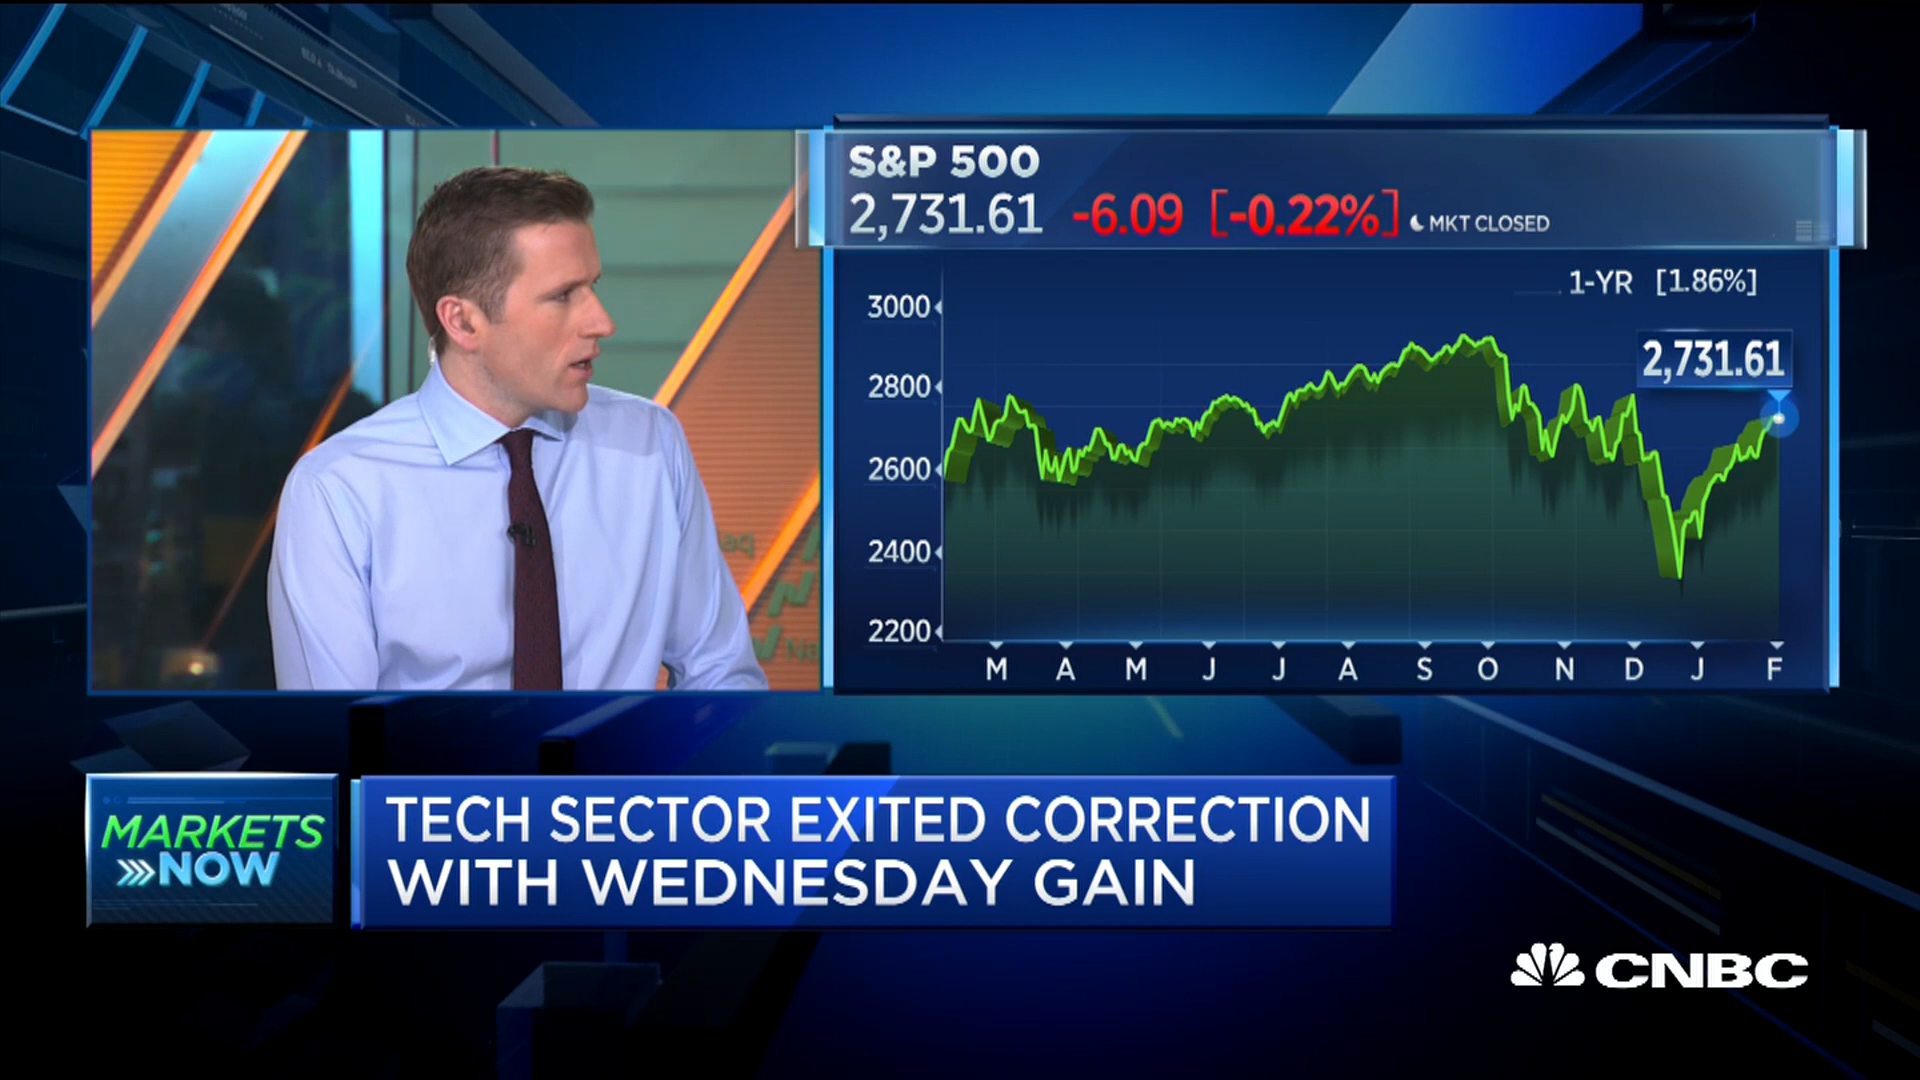 S&P 500
2,731.61 -6.09 [-0.22%] MKT CLOSED
1-YR [1.86%]
2,731.61
3000
2800
2600
2400
2200
M A M J J A S O N D J F
MARKETS
NOW
TECH SECTOR EXITED CORRECTION
WITH WEDNESDAY GAIN
CNBC